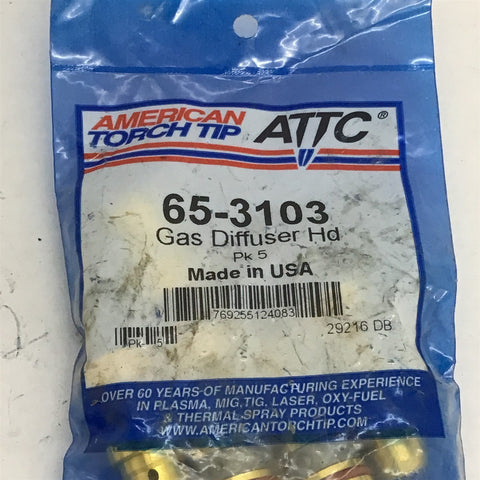 AMERICAN
TORCH TIP
ATTC®
65-3103
Gas Diffuser Hd
Pk 5
Made in USA
769255124083
29216 DB
Pk 5
OVER 60 YEARS OF MANUFACTURING EXPERIENCE
IN PLASMA, MIG,TIG, LASER, OXY-FUEL
& THERMAL SPRAY PRODUCTS
WWW.AMERICANTORCHTIP.COM